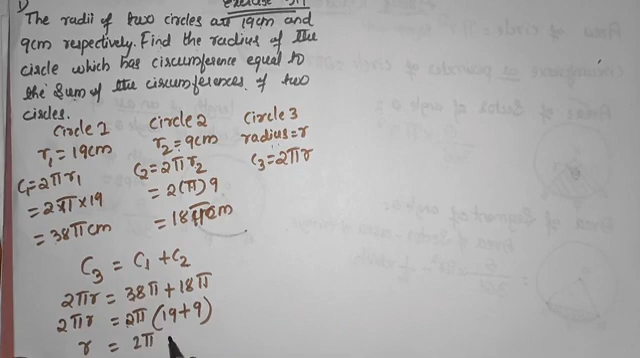 1) Exercise
The radii of two circles are 19cm and
9cm respectively. Find the radius of the
circle which has circumference equal to
the sum of the circumferences of two
circles.
Circle 1 Circle 2 Circle 3
r₁ = 19cm r₂ = 9cm radius = r
C₁ = 2πr₁ C₂ = 2πr₂ C₃ = 2πr
= 2π × 19 = 2(π)9
= 38π cm = 18π cm
C₃ = C₁ + C₂
2πr = 38π + 18π
2πr = 2π (19+9)
r = 2π